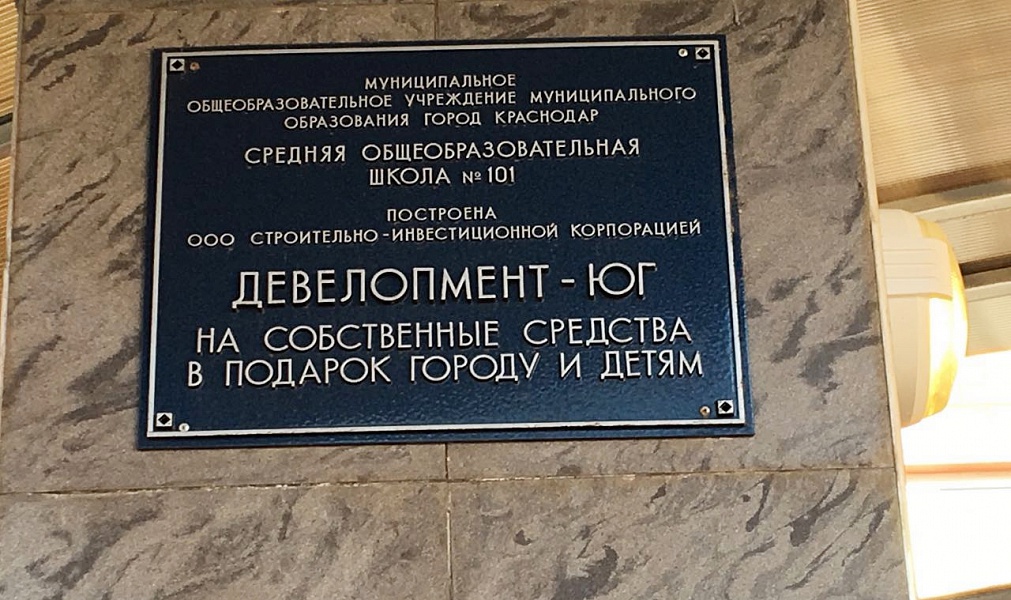 МУНИЦИПАЛЬНОЕ
ОБЩЕОБРАЗОВАТЕЛЬНОЕ УЧРЕЖДЕНИЕ МУНИЦИПАЛЬНОГО
ОБРАЗОВАНИЯ ГОРОД КРАСНОДАР
СРЕДНЯЯ ОБЩЕОБРАЗОВАТЕЛЬНАЯ
ШКОЛА № 101
ПОСТРОЕНА
ООО СТРОИТЕЛЬНО-ИНВЕСТИЦИОННОЙ КОРПОРАЦИЕЙ
ДЕВЕЛОПМЕНТ - ЮГ
НА СОБСТВЕННЫЕ СРЕДСТВА
В ПОДАРОК ГОРОДУ И ДЕТЯМ